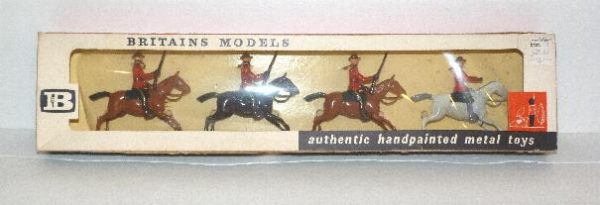 BRITAINS MODELS
B
authentic handpainted metal toys